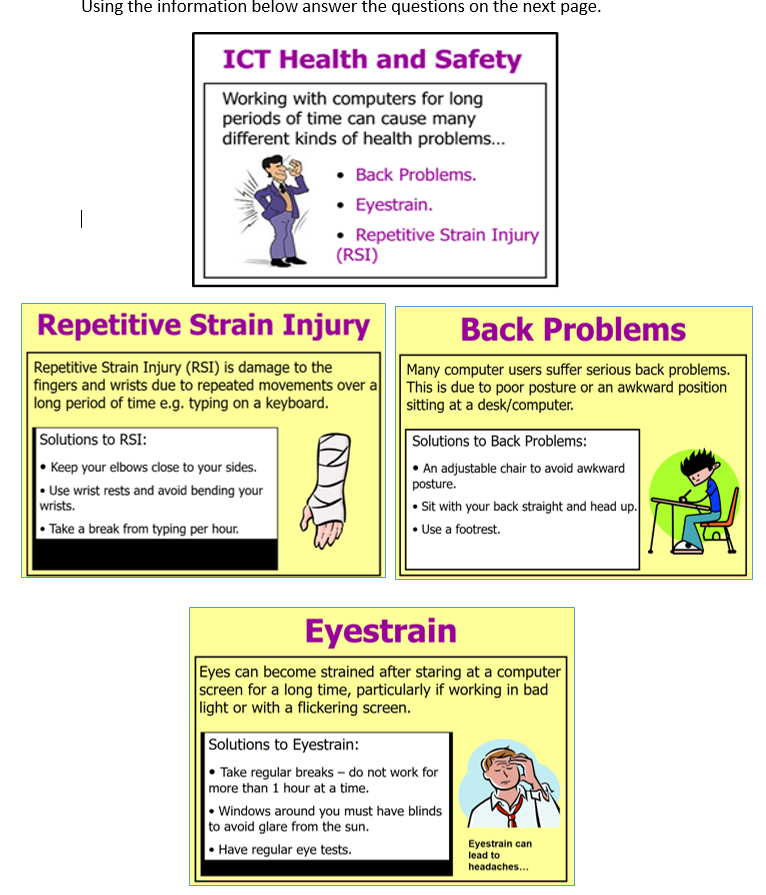 Using the information below answer the questions on the next page.
ICT Health and Safety
Working with computers for long
periods of time can cause many
different kinds of health problems...
• Back Problems.
• Eyestrain.
• Repetitive Strain Injury
(RSI)
Repetitive Strain Injury
Repetitive Strain Injury (RSI) is damage to the
fingers and wrists due to repeated movements over a
long period of time e.g. typing on a keyboard.
Solutions to RSI:
• Keep your elbows close to your sides.
• Use wrist rests and avoid bending your
wrists.
• Take a break from typing per hour.
Back Problems
Many computer users suffer serious back problems.
This is due to poor posture or an awkward position
sitting at a desk/computer.
Solutions to Back Problems:
• An adjustable chair to avoid awkward
posture.
• Sit with your back straight and head up.
• Use a footrest.
Eyestrain
Eyes can become strained after staring at a computer
screen for a long time, particularly if working in bad
light or with a flickering screen.
Solutions to Eyestrain:
• Take regular breaks – do not work for
more than 1 hour at a time.
• Windows around you must have blinds
to avoid glare from the sun.
• Have regular eye tests.
Eyestrain can
lead to
headaches...